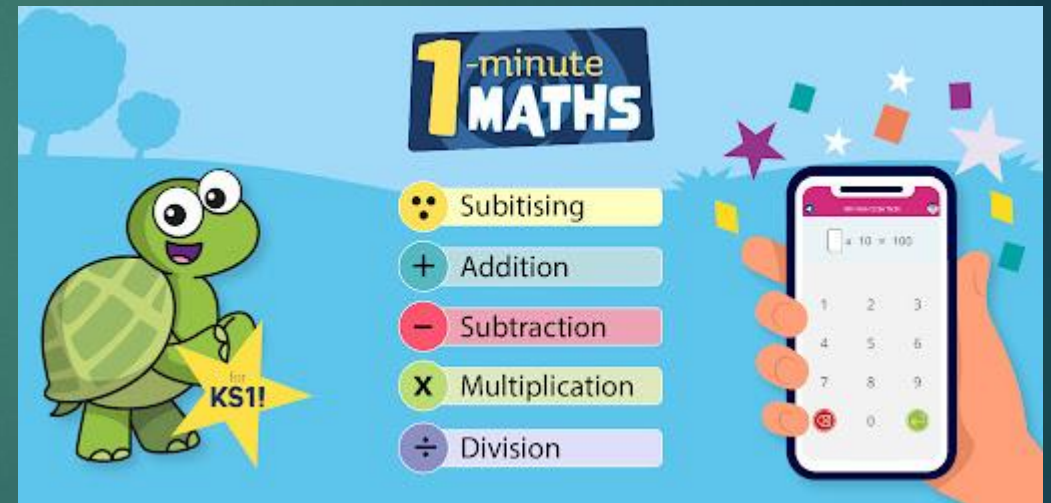 1-minute
MATHS
Subitising
Addition
Subtraction
Multiplication
Division
for
KS1!
x 10 = 100
1 2 3
4 5 6
7 8 9
0